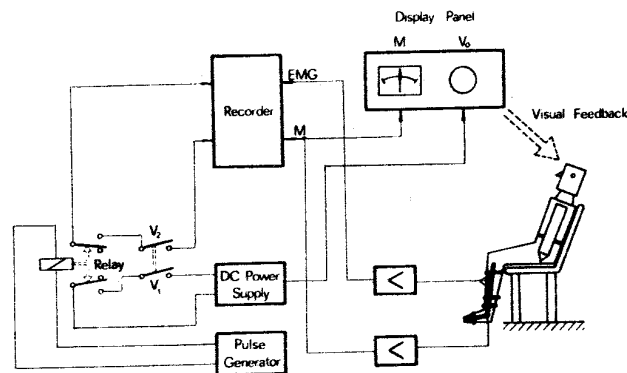 Display Panel
M
V₀
EMG
Recorder
M
Visual Feedback
V₂
Relay
V₁
DC Power
Supply
<
Pulse
Generator
<